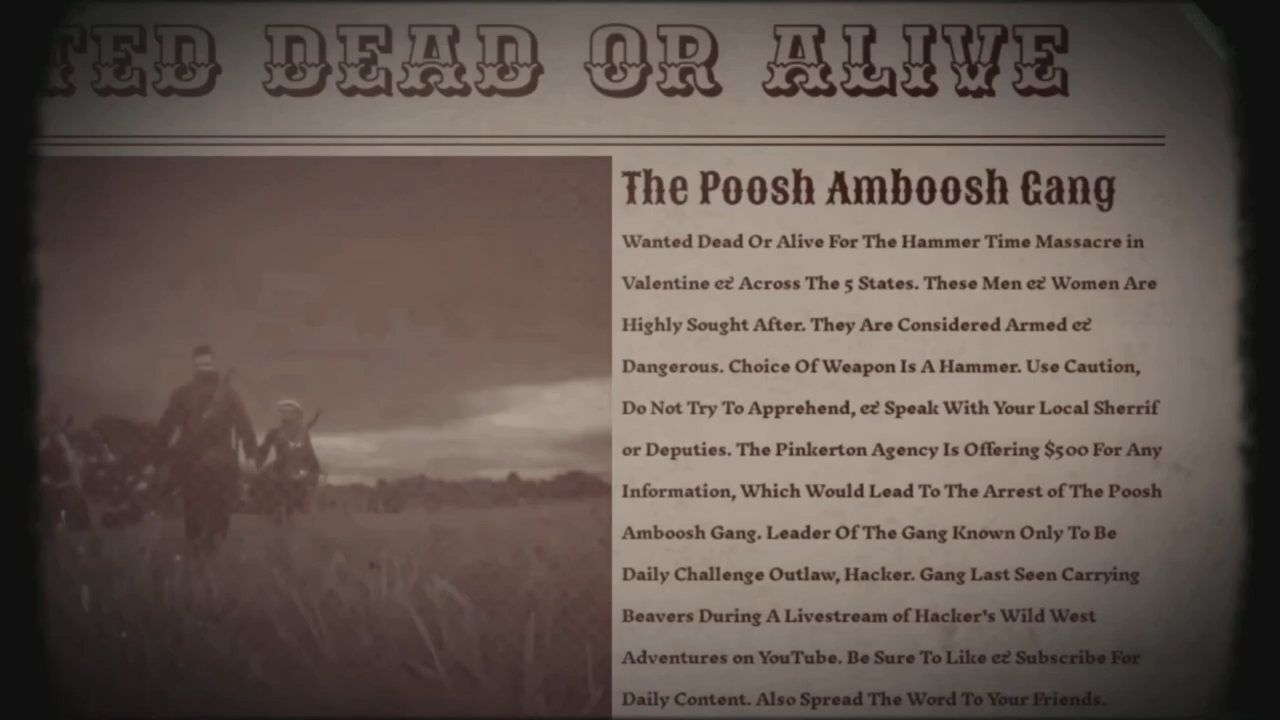 TED DEAD OR ALIVE
The Poosh Amboosh Gang
Wanted Dead Or Alive For The Hammer Time Massacre in
Valentine & Across The 5 States. These Men & Women Are
Highly Sought After. They Are Considered Armed &
Dangerous. Choice Of Weapon Is A Hammer. Use Caution,
Do Not Try To Apprehend, & Speak With Your Local Sherrif
or Deputies. The Pinkerton Agency Is Offering $500 For Any
Information, Which Would Lead To The Arrest of The Poosh
Amboosh Gang. Leader Of The Gang Known Only To Be
Daily Challenge Outlaw, Hacker. Gang Last Seen Carrying
Beavers During A Livestream of Hacker's Wild West
Adventures on YouTube. Be Sure To Like & Subscribe For
Daily Content. Also Spread The Word To Your Friends.